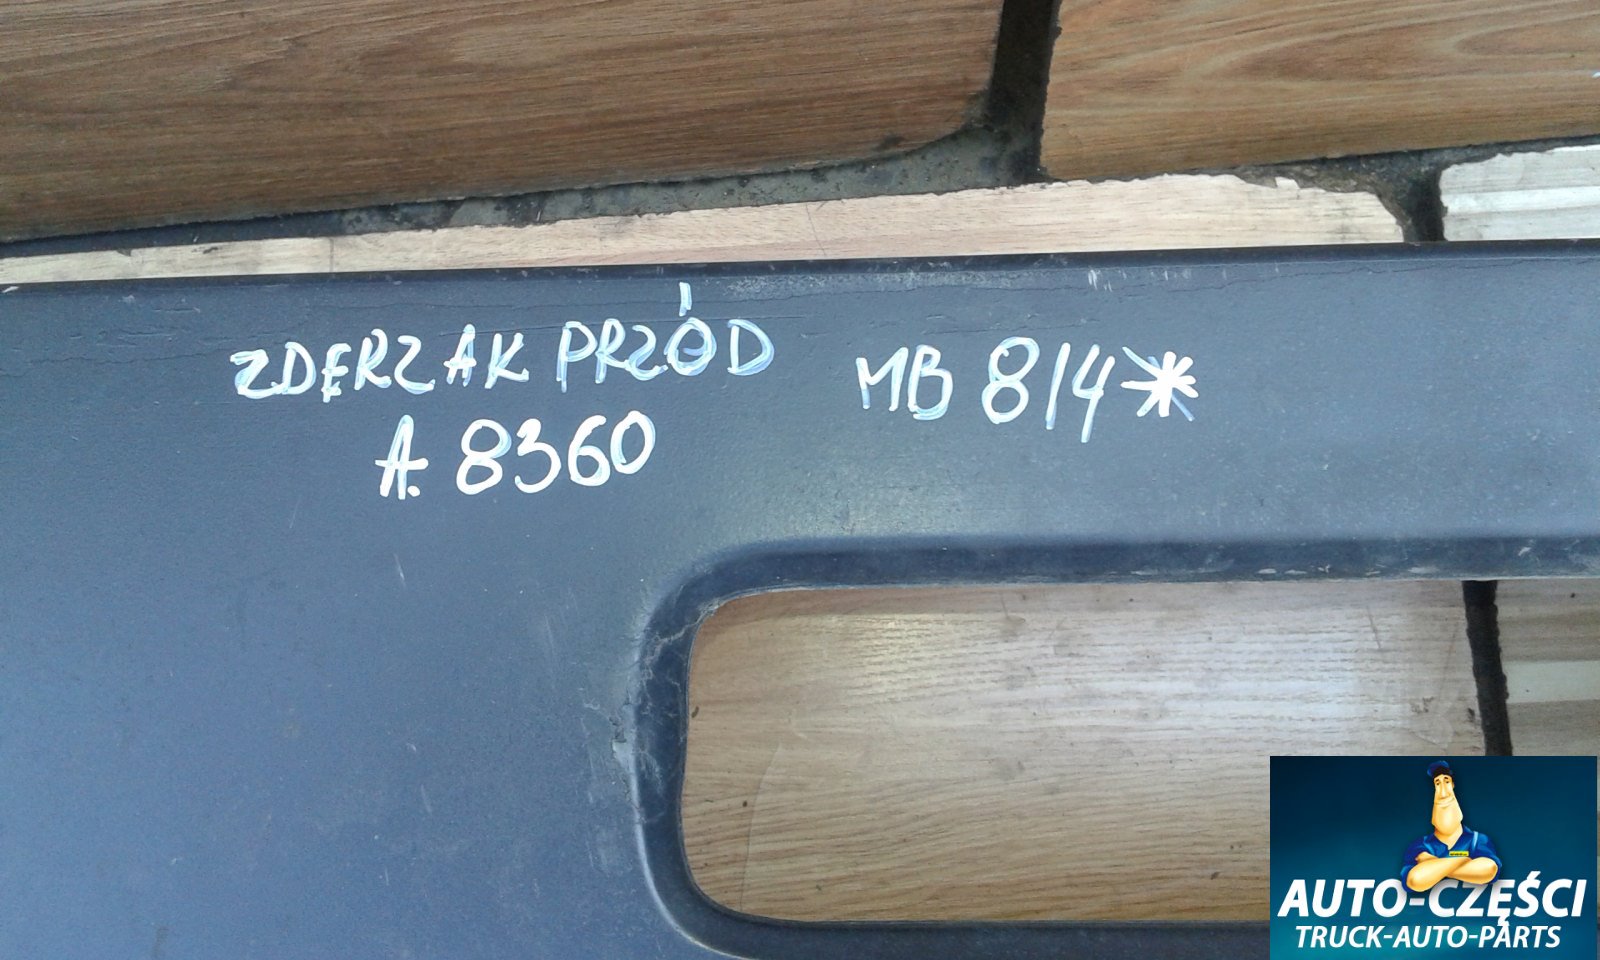 ZDERZAK PRZÓD MB 814*
A. 8360
AUTO-CZĘŚCI
TRUCK-AUTO-PARTS